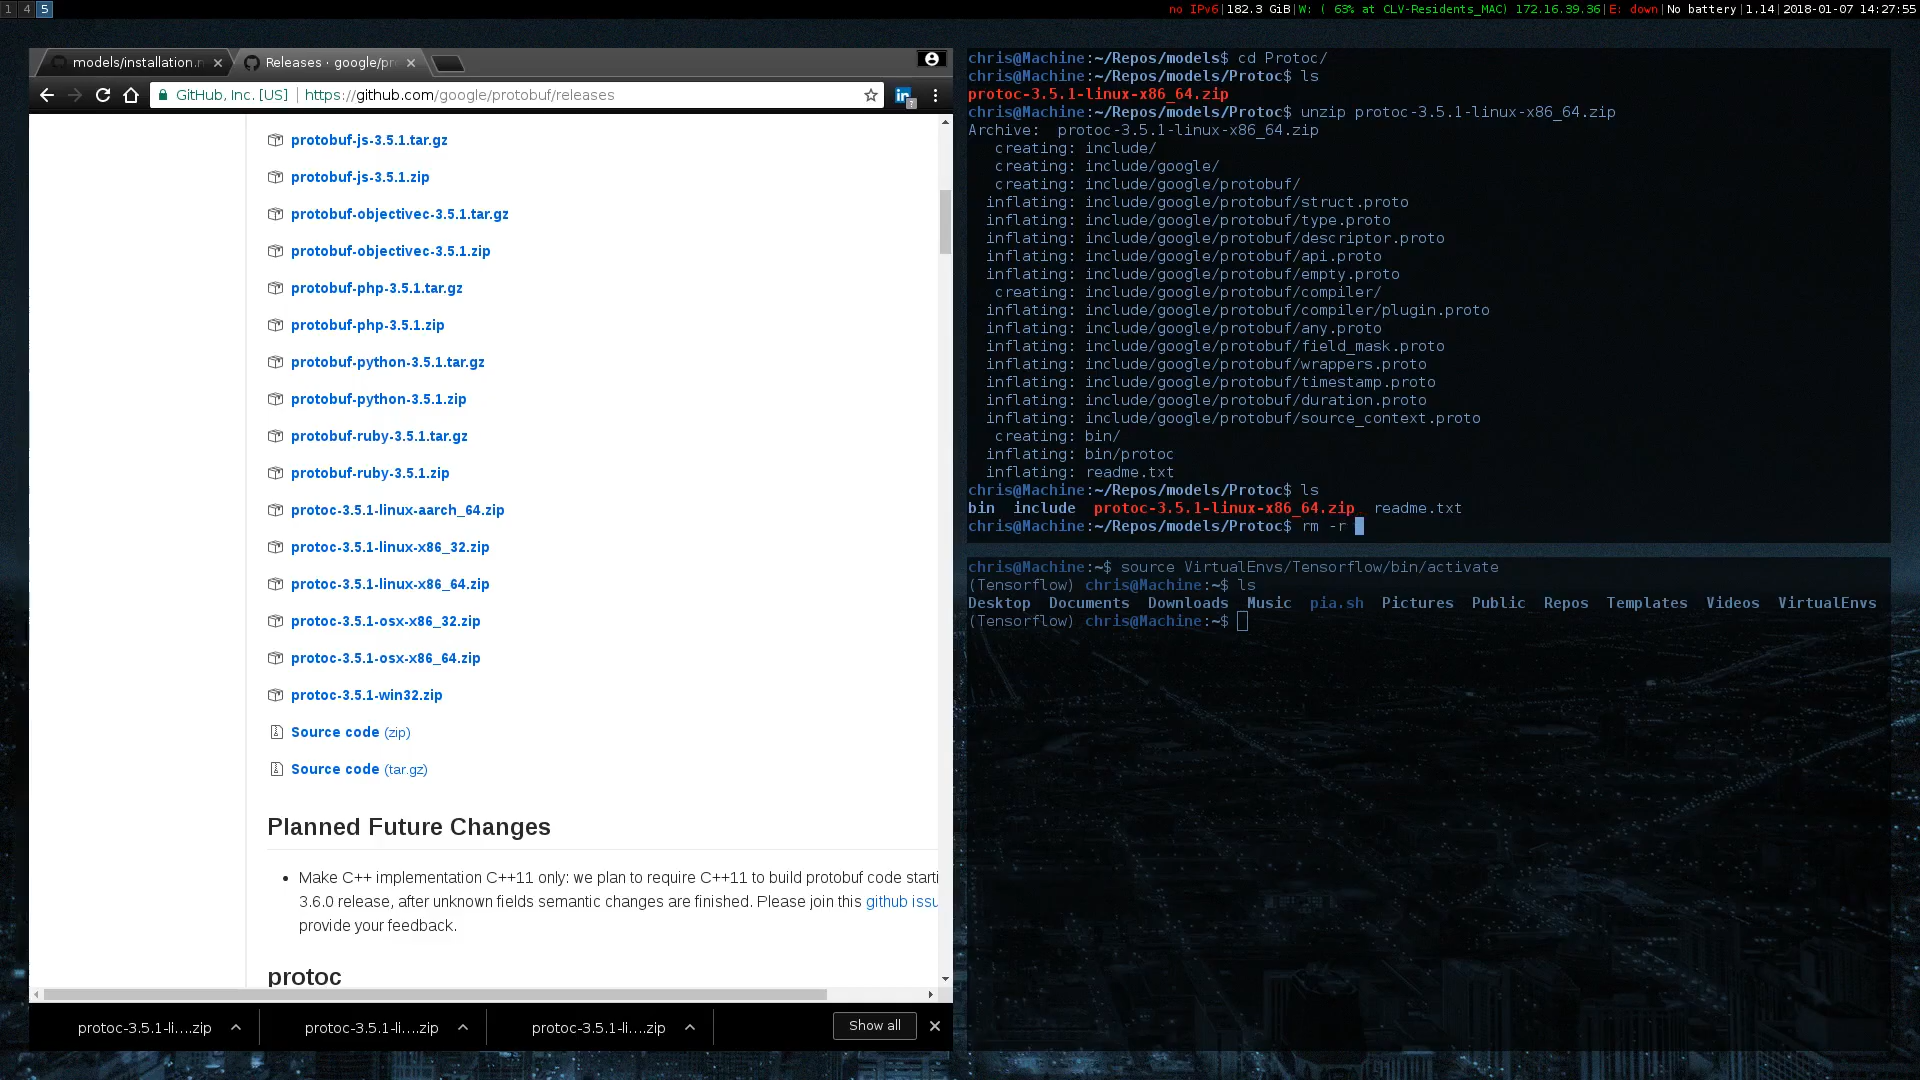 1 4 5
no IPv6|182.3 GiB|W: ( 63% at CLV-Residents_MAC) 172.16.39.36|E: down|No battery|1.14|2018-01-07 14:27:55
models/installation.
Releases · google/pr
GitHub, Inc. [US] | https://github.com/google/protobuf/releases
protobuf-js-3.5.1.tar.gz
protobuf-js-3.5.1.zip
protobuf-objectivec-3.5.1.tar.gz
protobuf-objectivec-3.5.1.zip
protobuf-php-3.5.1.tar.gz
protobuf-php-3.5.1.zip
protobuf-python-3.5.1.tar.gz
protobuf-python-3.5.1.zip
protobuf-ruby-3.5.1.tar.gz
protobuf-ruby-3.5.1.zip
protoc-3.5.1-linux-aarch_64.zip
protoc-3.5.1-linux-x86_32.zip
protoc-3.5.1-linux-x86_64.zip
protoc-3.5.1-osx-x86_32.zip
protoc-3.5.1-osx-x86_64.zip
protoc-3.5.1-win32.zip
Source code (zip)
Source code (tar.gz)
Planned Future Changes
• Make C++ implementation C++11 only: we plan to require C++11 to build protobuf code starti
3.6.0 release, after unknown fields semantic changes are finished. Please join this github issu
provide your feedback.
protoc
protoc-3.5.1-li....zip
protoc-3.5.1-li....zip
protoc-3.5.1-li....zip
Show all
chris@Machine:~/Repos/models$ cd Protoc/
chris@Machine:~/Repos/models/Protoc$ ls
protoc-3.5.1-linux-x86_64.zip
chris@Machine:~/Repos/models/Protoc$ unzip protoc-3.5.1-linux-x86_64.zip
Archive:  protoc-3.5.1-linux-x86_64.zip
   creating: include/
   creating: include/google/
   creating: include/google/protobuf/
  inflating: include/google/protobuf/struct.proto
  inflating: include/google/protobuf/type.proto
  inflating: include/google/protobuf/descriptor.proto
  inflating: include/google/protobuf/api.proto
  inflating: include/google/protobuf/empty.proto
   creating: include/google/protobuf/compiler/
  inflating: include/google/protobuf/compiler/plugin.proto
  inflating: include/google/protobuf/any.proto
  inflating: include/google/protobuf/field_mask.proto
  inflating: include/google/protobuf/wrappers.proto
  inflating: include/google/protobuf/timestamp.proto
  inflating: include/google/protobuf/duration.proto
  inflating: include/google/protobuf/source_context.proto
   creating: bin/
  inflating: bin/protoc
  inflating: readme.txt
chris@Machine:~/Repos/models/Protoc$ ls
bin  include  protoc-3.5.1-linux-x86_64.zip  readme.txt
chris@Machine:~/Repos/models/Protoc$ rm -r
chris@Machine:~$ source VirtualEnvs/Tensorflow/bin/activate
(Tensorflow) chris@Machine:~$ ls
Desktop  Documents  Downloads  Music  pia.sh  Pictures  Public  Repos  Templates  Videos  VirtualEnvs
(Tensorflow) chris@Machine:~$